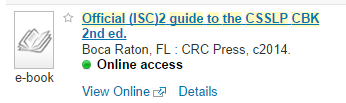 Official (ISC)2 guide to the CSSLP CBK
2nd ed.
Boca Raton, FL : CRC Press, c2014.
Online access
e-book
View Online Details